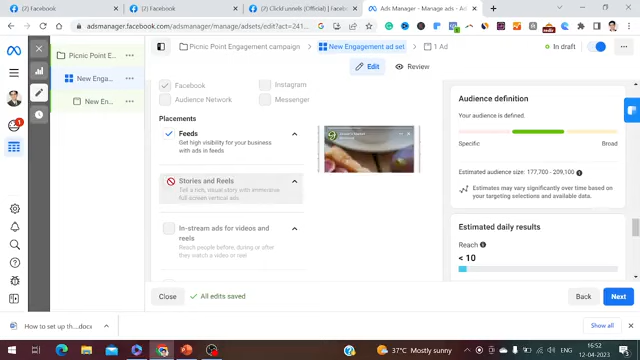 (2) Facebook
(2) Facebook
(2) Clickfunnels (Official) | Face
Ads Manager - Manage ads - E
adsmanager.facebook.com/adsmanager/manage/adsets/edit?act=241...
Picnic Point Engagement campaign
New Engagement ad set
1 Ad
In draft
Edit
Review
Picnic Point E...
New Engag...
New En...
Facebook
Instagram
Audience Network
Messenger
Placements
Feeds
Get high visibility for your business
with ads in feeds
Stories and Reels
Tell a rich, visual story with immersive
full screen vertical ads
In-stream ads for videos and
reels
Reach people before, during or after
they watch a video or reel
Audience definition
Your audience is defined.
Specific
Broad
Estimated audience size: 177,700 - 209,100
Estimates may vary significantly over time based on
your targeting selections and available data.
Estimated daily results
Reach
< 10
Close
All edits saved
Back
Next
How to set up th....docx
Show all
37°C Mostly sunny
ENG
16:52
12-04-2023